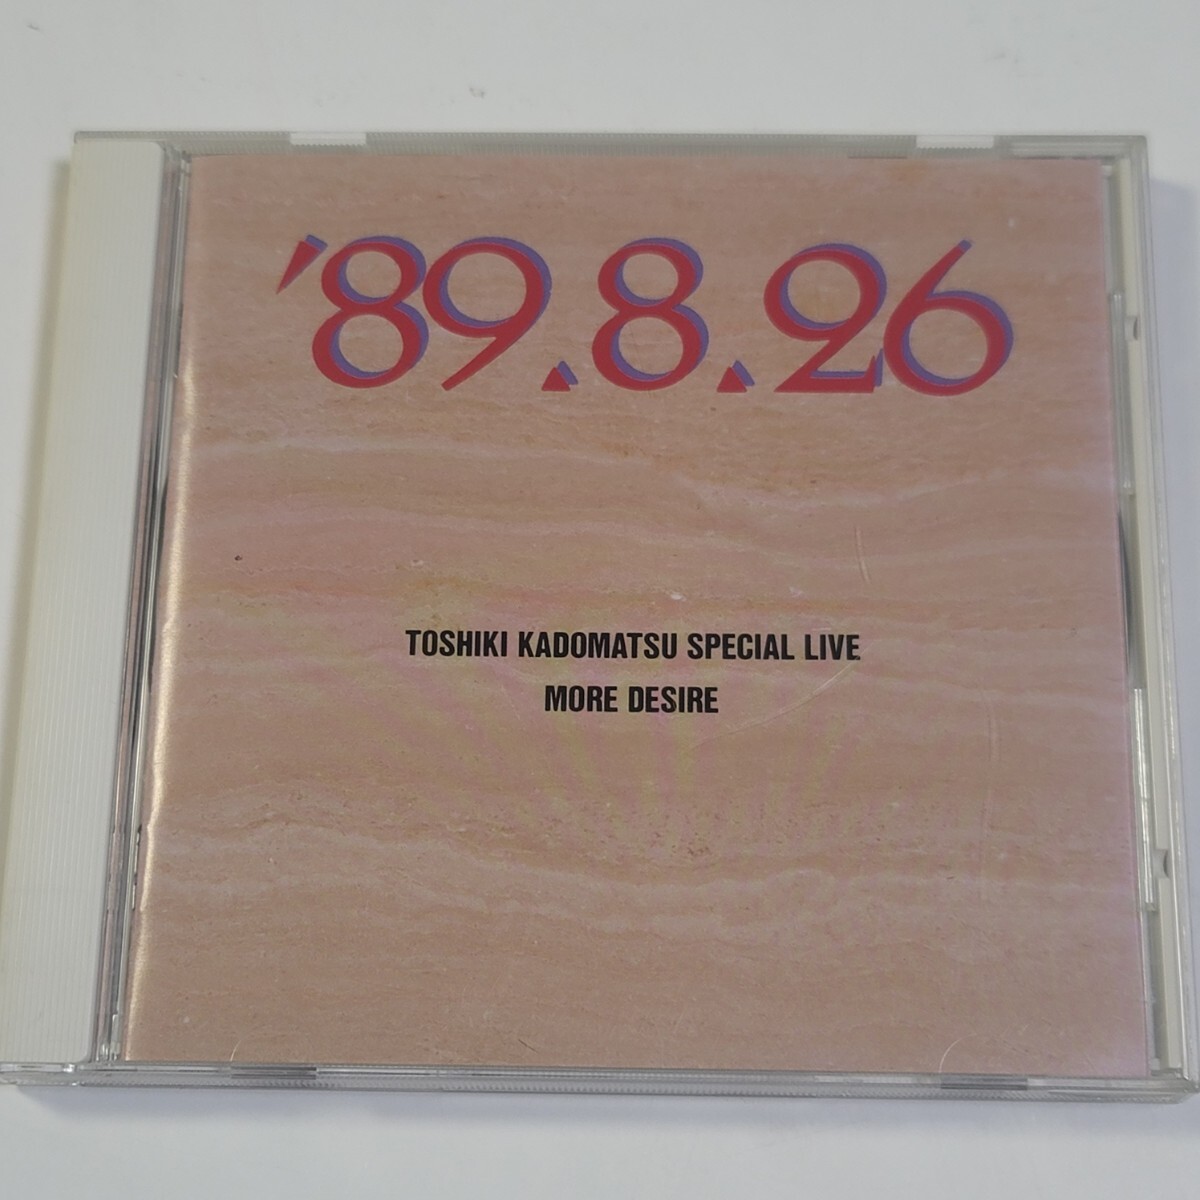 '89.8.26
TOSHIKI KADOMATSU SPECIAL LIVE
MORE DESIRE